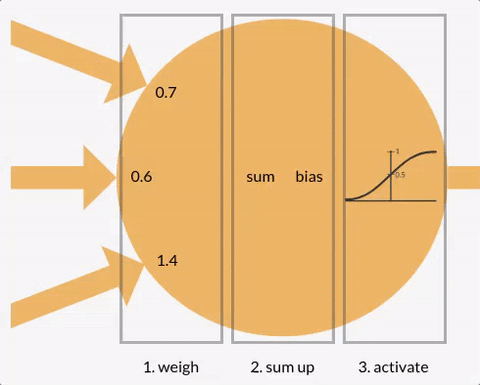 0.7
0.6
1.4
sum bias
1
0.5
1. weigh
2. sum up
3. activate